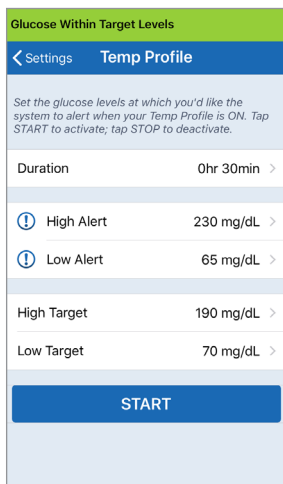 Glucose Within Target Levels
Settings Temp Profile
Set the glucose levels at which you'd like the
system to alert when your Temp Profile is ON. Tap
START to activate; tap STOP to deactivate.
Duration 0hr 30min
High Alert 230 mg/dL
Low Alert 65 mg/dL
High Target 190 mg/dL
Low Target 70 mg/dL
START